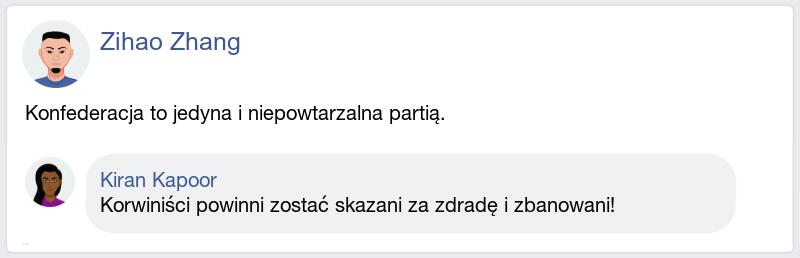 Zihao Zhang
Konfederacja to jedyna i niepowtarzalna partią.
Kiran Kapoor
Korwiniści powinni zostać skazani za zdradę i zbanowani!